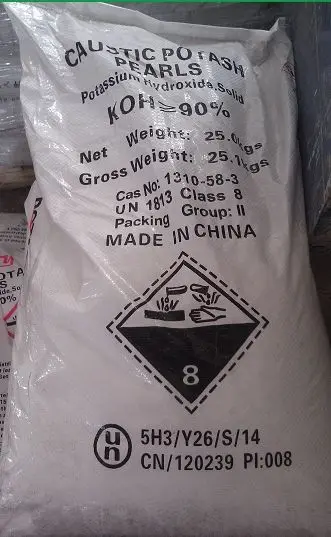 CAUSTIC POTASH
PEARLS
Potassium Hydroxide,Solid
KOH≥90%
Net Weight: 25.0kgs
Gross Weight: 25.1kgs
Cas No: 1310-58-3
UN 1813 Class 8
Packing Group: II
MADE IN CHINA
8
un 5H3/Y26/S/14
CN/120239 PI:008